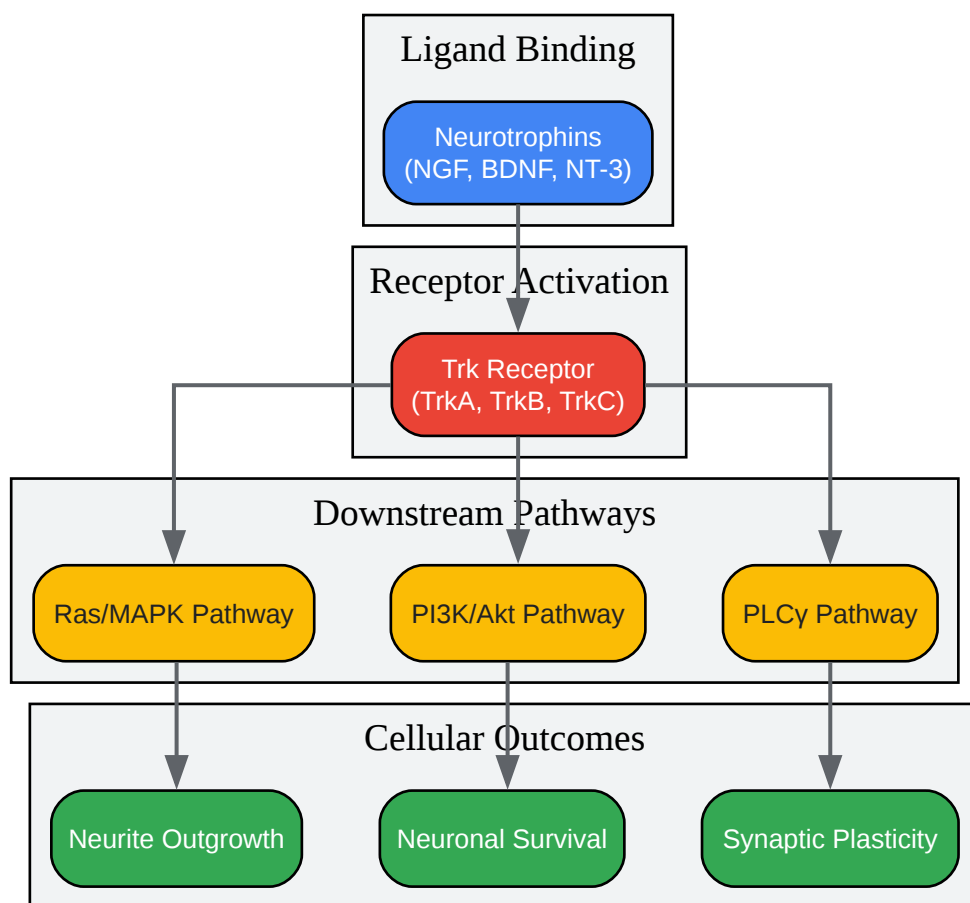 Ligand Binding
Neurotrophins
(NGF, BDNF, NT-3)
Receptor Activation
Trk Receptor
(TrkA, TrkB, TrkC)
Downstream Pathways
Ras/MAPK Pathway
PI3K/Akt Pathway
PLCγ Pathway
Cellular Outcomes
Neurite Outgrowth
Neuronal Survival
Synaptic Plasticity